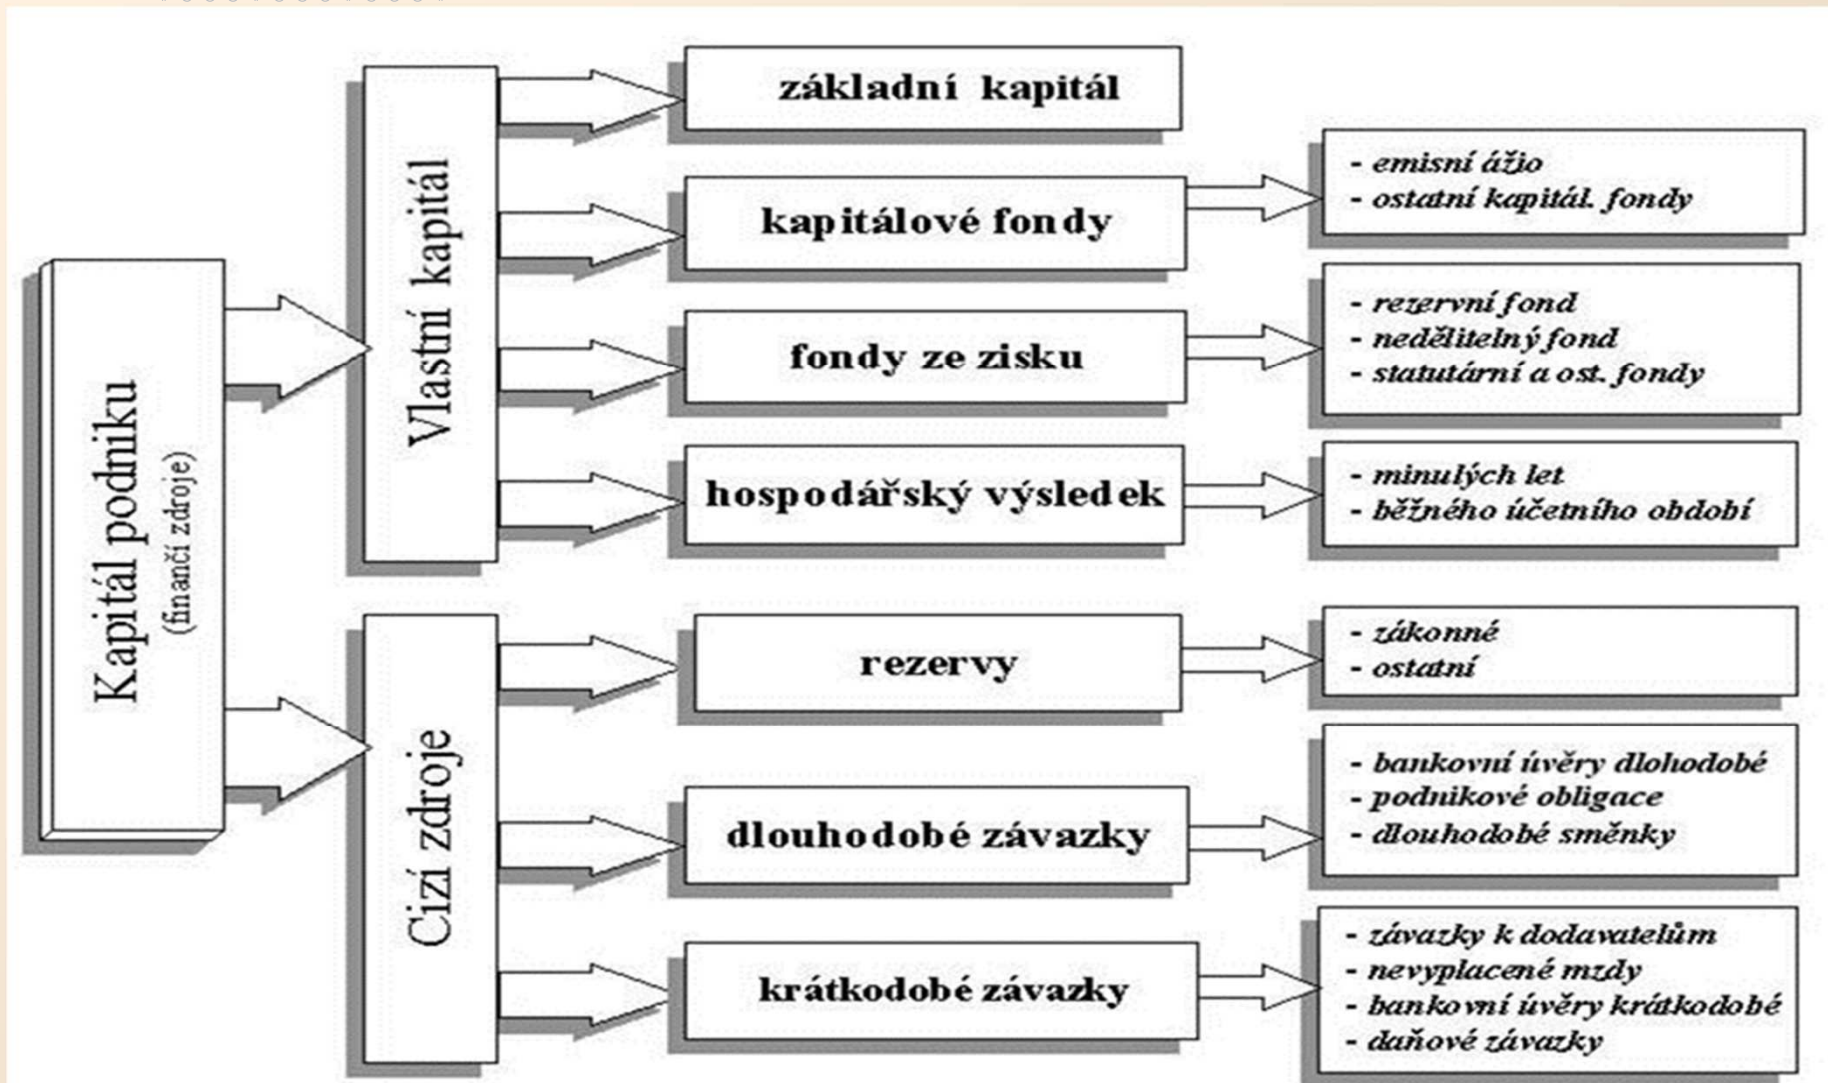 Kapitál podniku
(finančí zdroje)
Vlastní kapitál
základní kapitál
kapitálové fondy
- emisní ážio
- ostatní kapitál. fondy
fondy ze zisku
- rezervní fond
- nedělitelný fond
- statutární a ost. fondy
hospodářský výsledek
- minulých let
- běžného účetního období
Cizí zdroje
rezervy
- zákonné
- ostatní
dlouhodobé závazky
- bankovní úvěry dlohodobé
- podnikové obligace
- dlouhodobé směnky
krátkodobé závazky
- závazky k dodavatelům
- nevyplacené mzdy
- bankovní úvěry krátkodobé
- daňové závazky